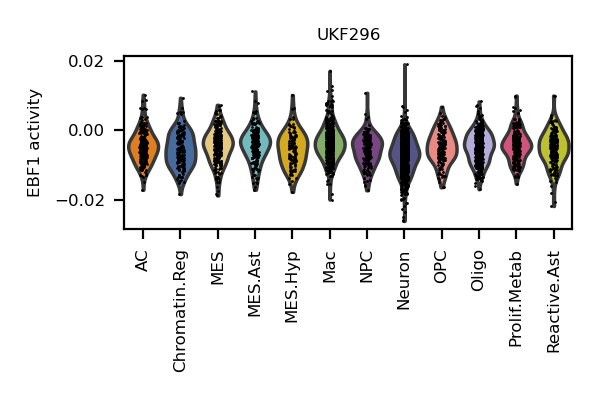 UKF296
EBF1 activity
0.02
0.00
−0.02
AC
Chromatin.Reg
MES
MES.Ast
MES.Hyp
Mac
NPC
Neuron
OPC
Oligo
Prolif.Metab
Reactive.Ast